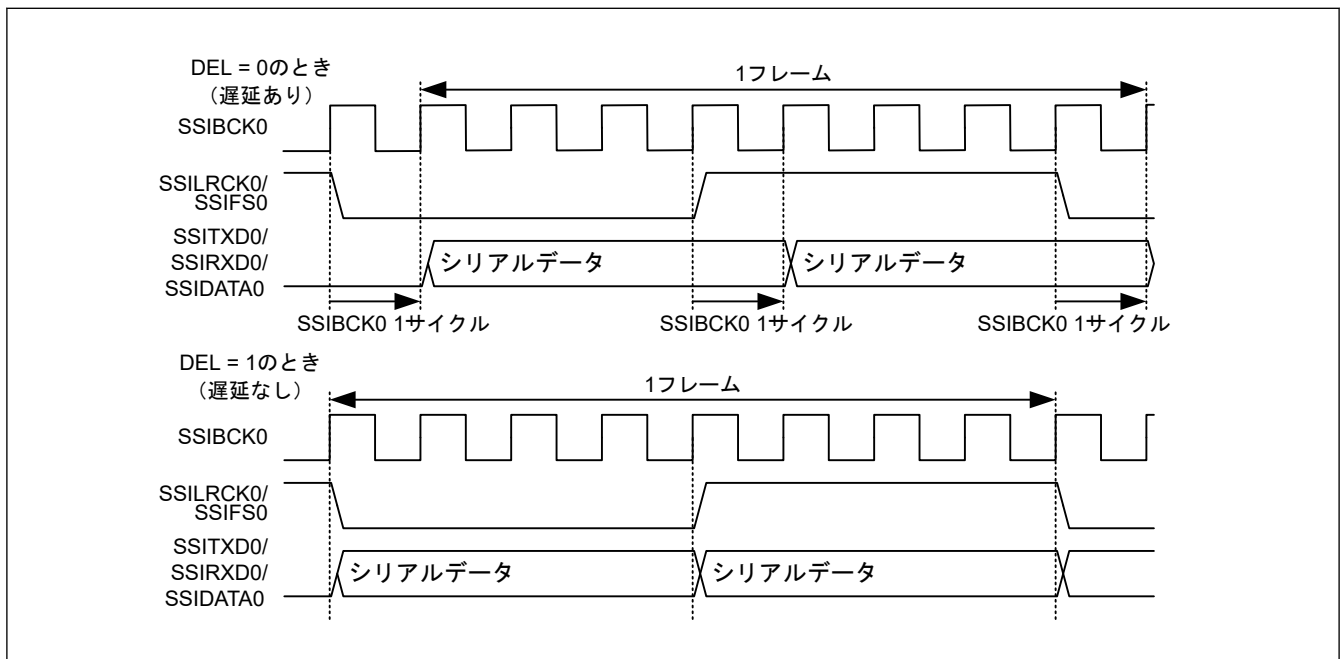 DEL = 0のとき
（遅延あり）
1フレーム
SSIBCK0
SSILRCK0/
SSIFS0
SSITXD0/
SSIRXD0/
SSIDATA0
シリアルデータ
シリアルデータ
SSIBCK0 1サイクル
SSIBCK0 1サイクル
SSIBCK0 1サイクル
DEL = 1のとき
（遅延なし）
1フレーム
SSIBCK0
SSILRCK0/
SSIFS0
SSITXD0/
SSIRXD0/
SSIDATA0
シリアルデータ
シリアルデータ